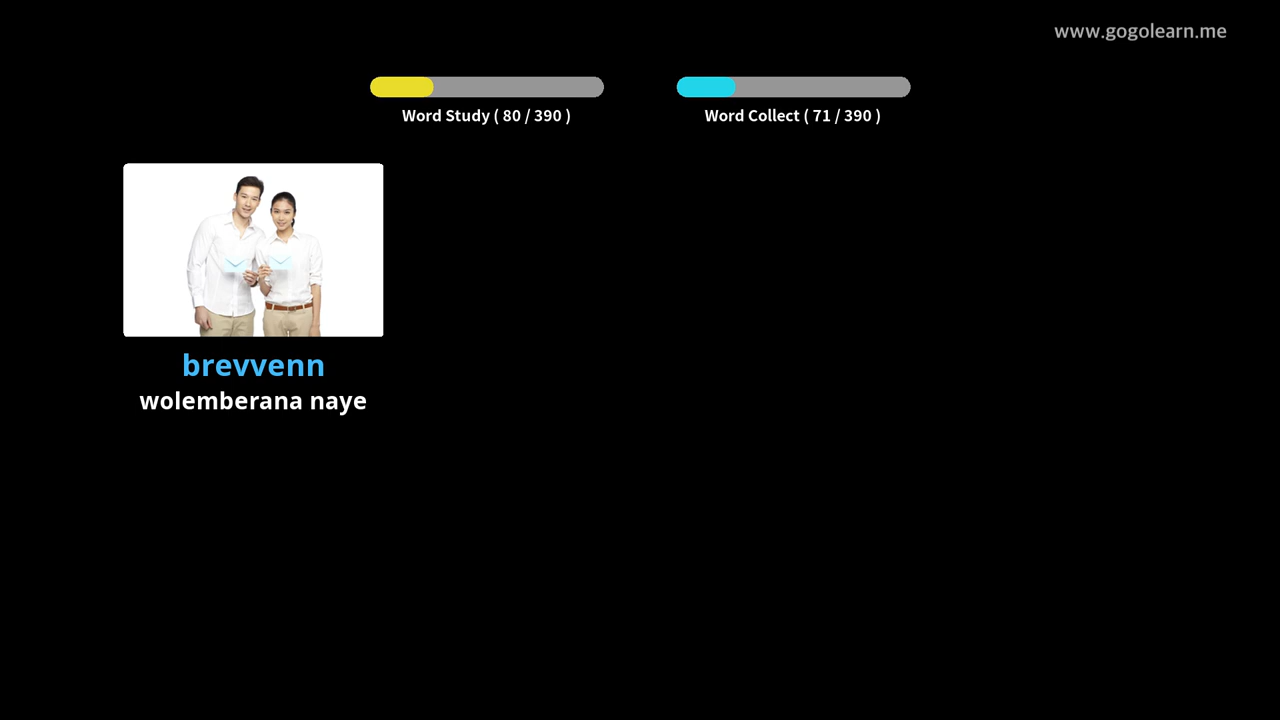 www.gogolearn.me
Word Study ( 80 / 390 )
Word Collect ( 71 / 390 )
brevvenn
wolemberana naye